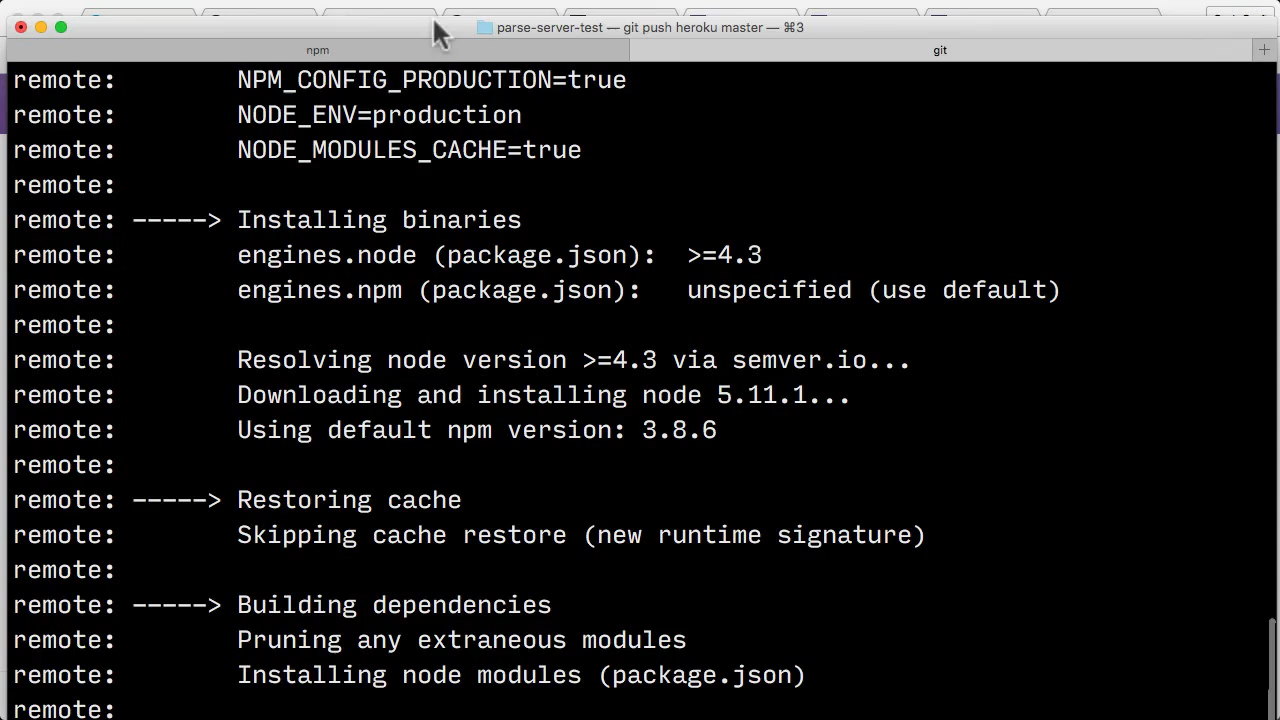 parse-server-test — git push heroku master — ⌘3
npm
git
remote: NPM_CONFIG_PRODUCTION=true
remote: NODE_ENV=production
remote: NODE_MODULES_CACHE=true
remote:
remote: -----> Installing binaries
remote: engines.node (package.json): >=4.3
remote: engines.npm (package.json): unspecified (use default)
remote:
remote: Resolving node version >=4.3 via semver.io...
remote: Downloading and installing node 5.11.1...
remote: Using default npm version: 3.8.6
remote:
remote: -----> Restoring cache
remote: Skipping cache restore (new runtime signature)
remote:
remote: -----> Building dependencies
remote: Pruning any extraneous modules
remote: Installing node modules (package.json)
remote: